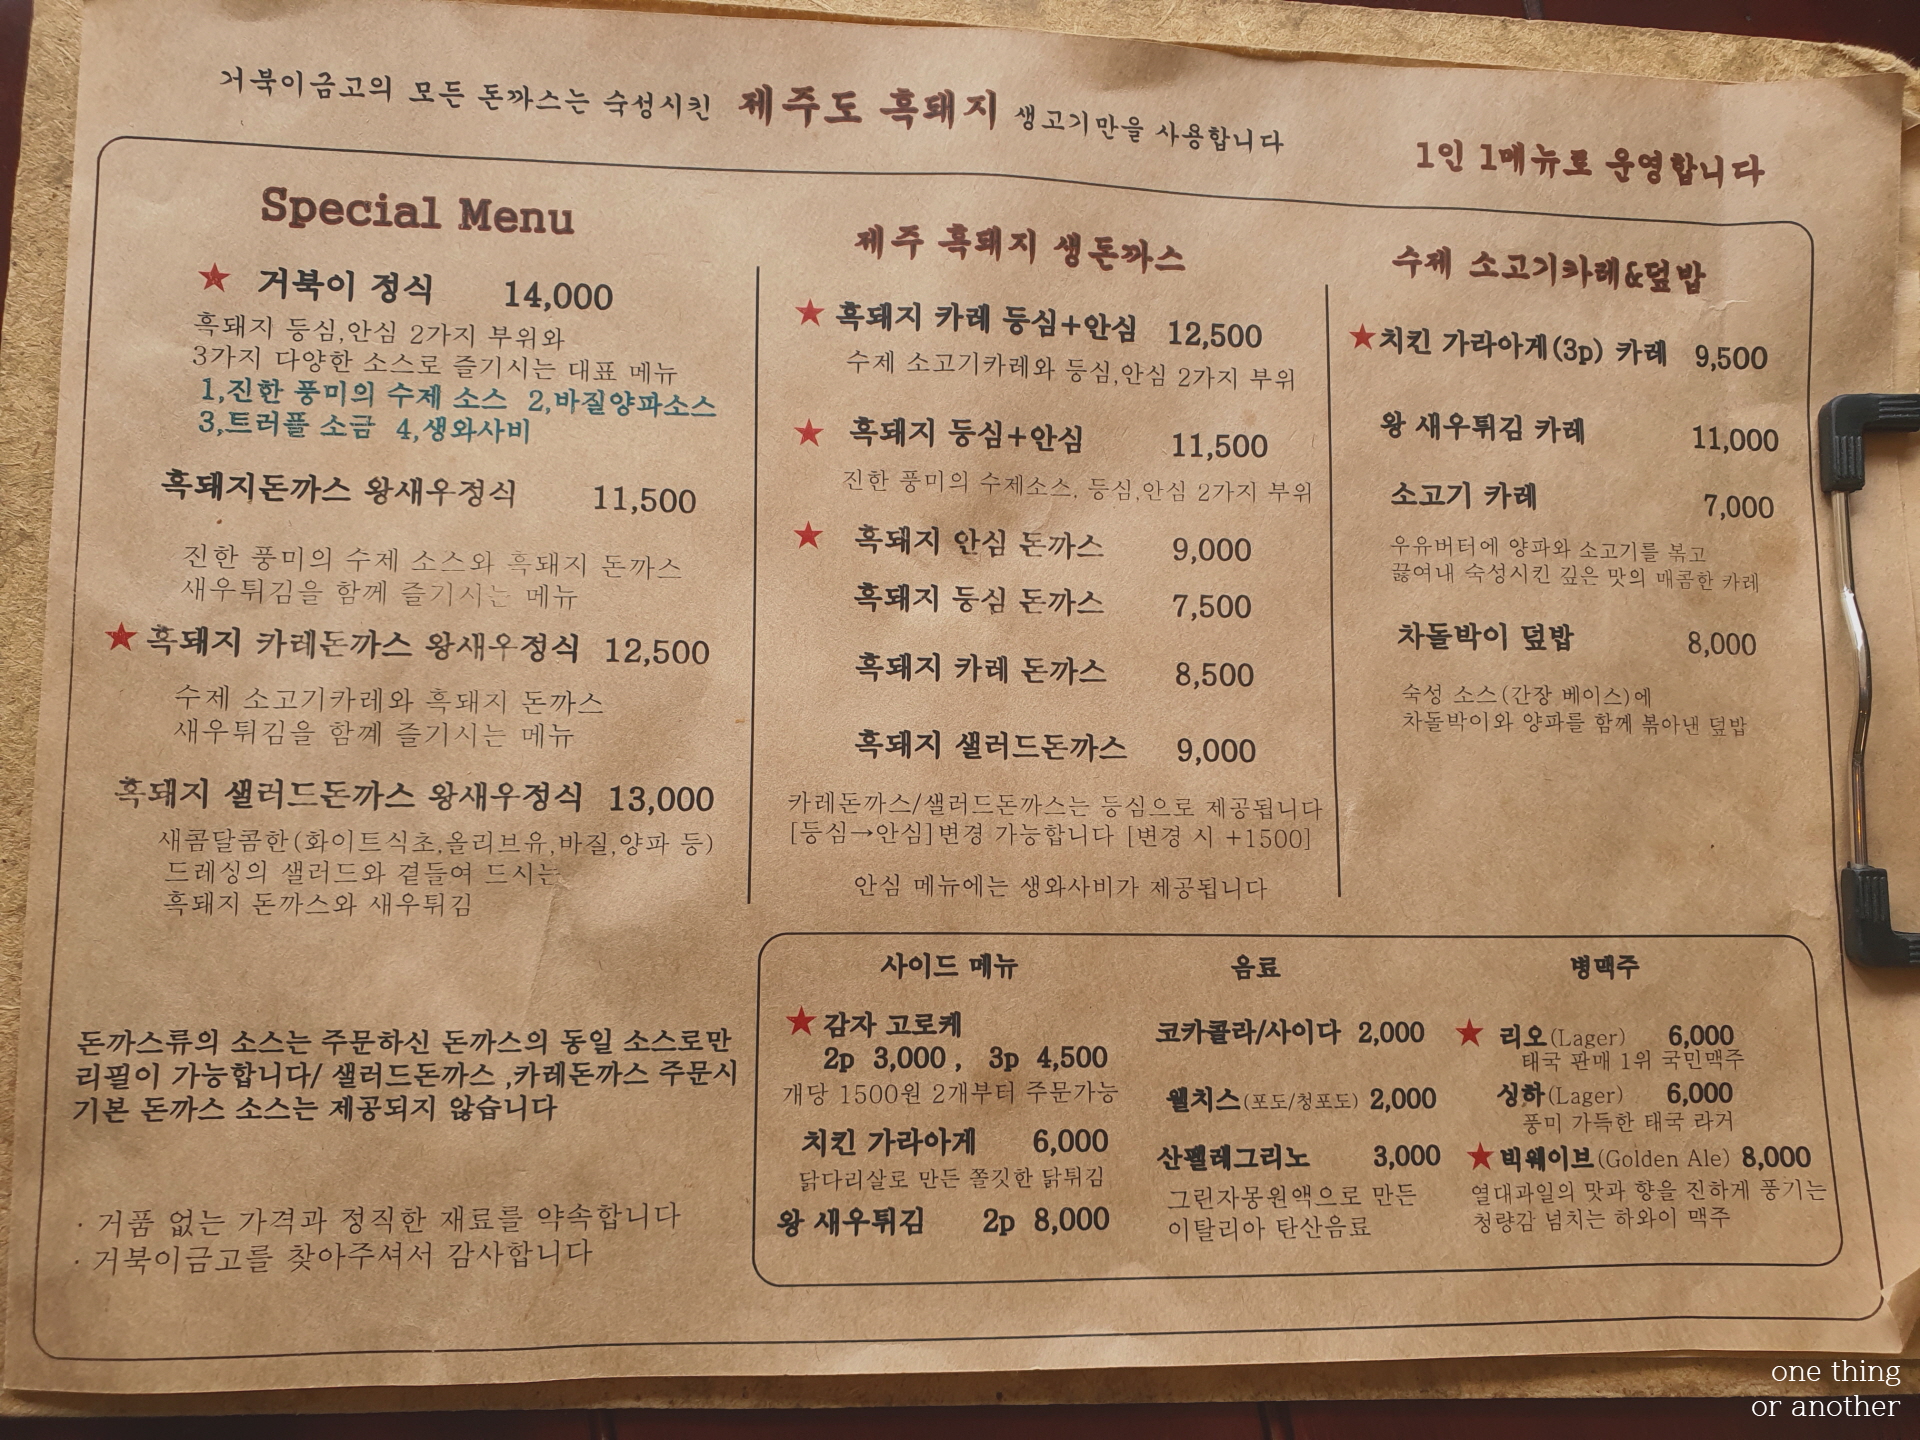 거북이금고의 모든 돈까스는 숙성시킨 제주도 흑돼지 생고기만을 사용합니다
1인 1메뉴로 운영합니다
Special Menu
★ 거북이 정식 14,000
흑돼지 등심,안심 2가지 부위와
3가지 다양한 소스로 즐기시는 대표 메뉴
1,진한 풍미의 수제 소스 2,바질양파소스
3,트러플 소금 4,생와사비
흑돼지돈까스 왕새우정식 11,500
진한 풍미의 수제 소스와 흑돼지 돈까스
새우튀김을 함께 즐기시는 메뉴
★ 흑돼지 카레돈까스 왕새우정식 12,500
수제 소고기카레와 흑돼지 돈까스
새우튀김을 함꼐 즐기시는 메뉴
흑돼지 샐러드돈까스 왕새우정식 13,000
새콤달콤한(화이트식초,올리브유,바질,양파 등)
드레싱의 샐러드와 곁들여 드시는
흑돼지 돈까스와 새우튀김
돈까스류의 소스는 주문하신 돈까스의 동일 소스로만
리필이 가능합니다/ 샐러드돈까스 ,카레돈까스 주문시
기본 돈까스 소스는 제공되지 않습니다
· 거품 없는 가격과 정직한 재료를 약속합니다
· 거북이금고를 찾아주셔서 감사합니다
제주 흑돼지 생돈까스
★ 흑돼지 카레 등심+안심 12,500
수제 소고기카레와 등심,안심 2가지 부위
★ 흑돼지 등심+안심 11,500
진한 풍미의 수제소스, 등심,안심 2가지 부위
★ 흑돼지 안심 돈까스 9,000
흑돼지 등심 돈까스 7,500
흑돼지 카레 돈까스 8,500
흑돼지 샐러드돈까스 9,000
카레돈까스/샐러드돈까스는 등심으로 제공됩니다
[등심→안심]변경 가능합니다 [변경 시 +1500]
안심 메뉴에는 생와사비가 제공됩니다
수제 소고기카레&덮밥
★치킨 가라아게(3p) 카레 9,500
왕 새우튀김 카레 11,000
소고기 카레 7,000
우유버터에 양파와 소고기를 볶고
끓여내 숙성시킨 깊은 맛의 매콤한 카레
차돌박이 덮밥 8,000
숙성 소스(간장 베이스)에
차돌박이와 양파를 함께 볶아낸 덮밥
사이드 메뉴
★ 감자 고로케
2p 3,000 , 3p 4,500
개당 1500원 2개부터 주문가능
치킨 가라아게 6,000
닭다리살로 만든 쫄깃한 닭튀김
왕 새우튀김 2p 8,000
음료
코카콜라/사이다 2,000
웰치스(포도/청포도) 2,000
산펠레그리노 3,000
그린자몽원액으로 만든
이탈리아 탄산음료
병맥주
★ 리오(Lager) 6,000
태국 판매 1위 국민맥주
싱하(Lager) 6,000
풍미 가득한 태국 라거
★ 빅웨이브(Golden Ale) 8,000
열대과일의 맛과 향을 진하게 풍기는
청량감 넘치는 하와이 맥주
one thing
or another